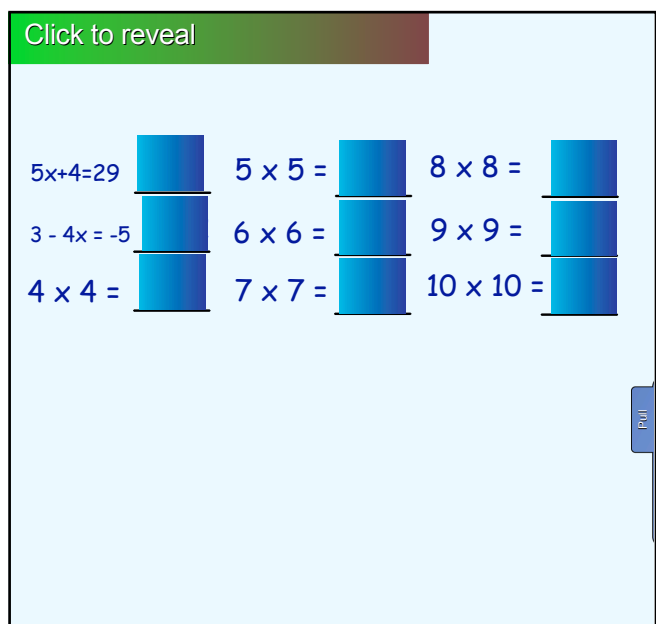 Click to reveal
5x+4=29
3 - 4x = -5
4 x 4 =
5 x 5 =
6 x 6 =
7 x 7 =
8 x 8 =
9 x 9 =
10 x 10 =
Pull